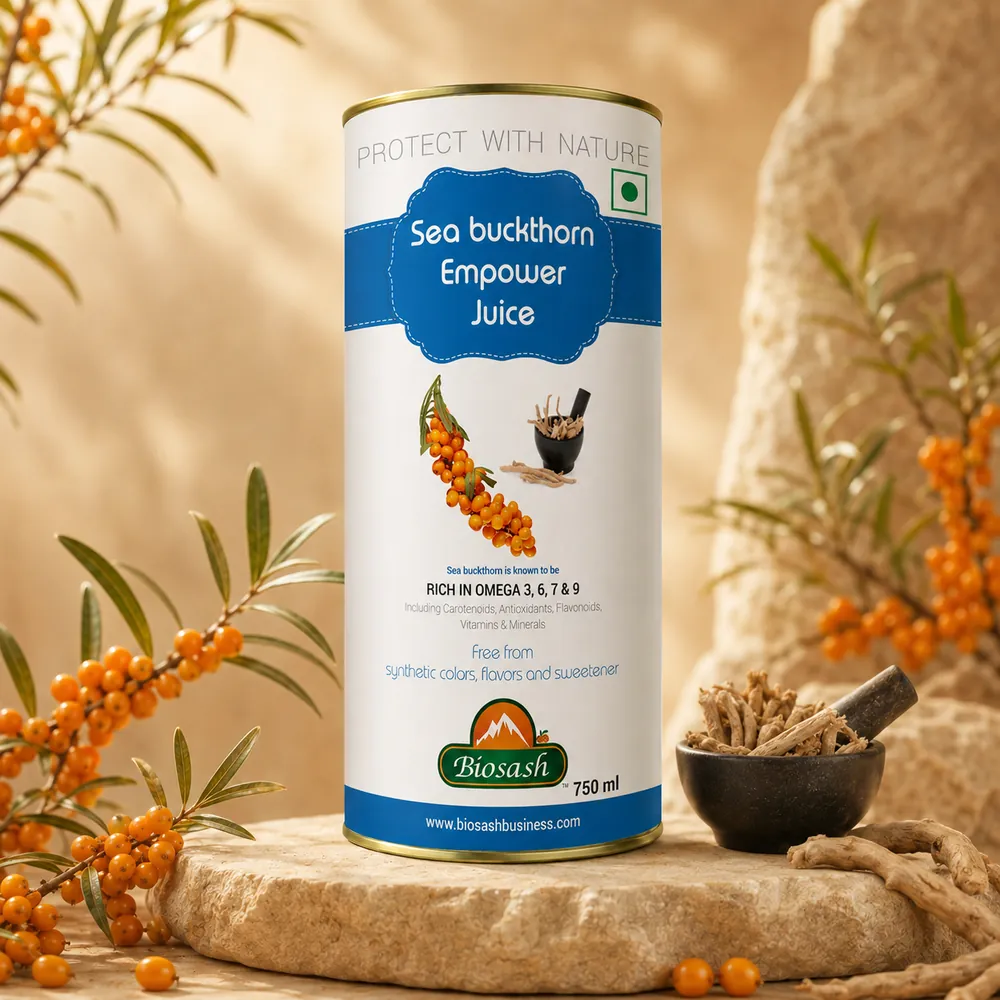 PROTECT WITH NATURE
Sea buckthorn
Empower
Juice
Sea buckthorn is known to be
RICH IN OMEGA 3, 6, 7 & 9
Including Carotenoids, Antioxidants, Flavonoids,
Vitamins & Minerals
Free from
synthetic colors, flavors and sweetener
Biosash
™ 750 ml
www.biosashbusiness.com